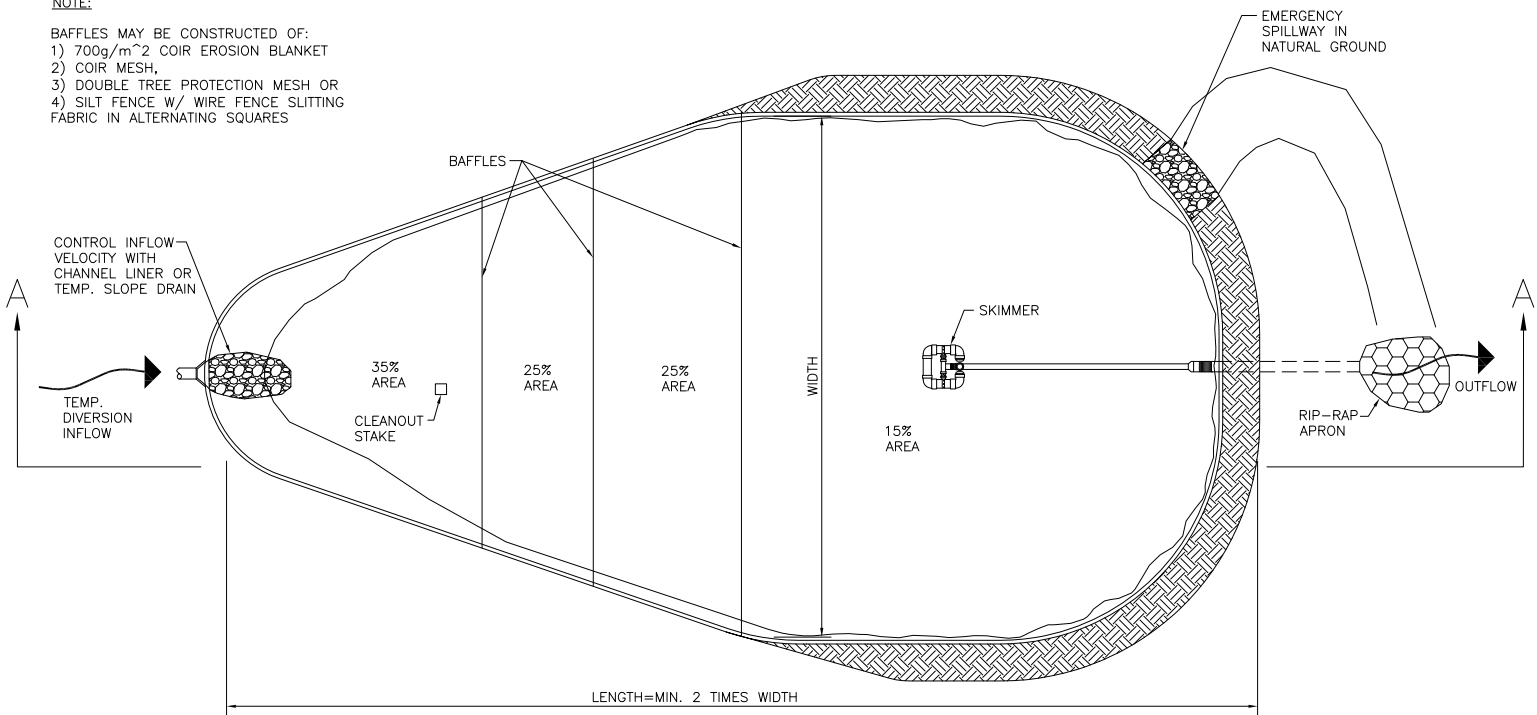 NOTE:
BAFFLES MAY BE CONSTRUCTED OF:
1) 700g/m^2 COIR EROSION BLANKET
2) COIR MESH,
3) DOUBLE TREE PROTECTION MESH OR
4) SILT FENCE W/ WIRE FENCE SLITTING
FABRIC IN ALTERNATING SQUARES
EMERGENCY
SPILLWAY IN
NATURAL GROUND
BAFFLES
CONTROL INFLOW
VELOCITY WITH
CHANNEL LINER OR
TEMP. SLOPE DRAIN
A
A
SKIMMER
WIDTH
35%
AREA
25%
AREA
25%
AREA
TEMP.
DIVERSION
INFLOW
CLEANOUT
STAKE
15%
AREA
OUTFLOW
RIP-RAP
APRON
LENGTH=MIN. 2 TIMES WIDTH